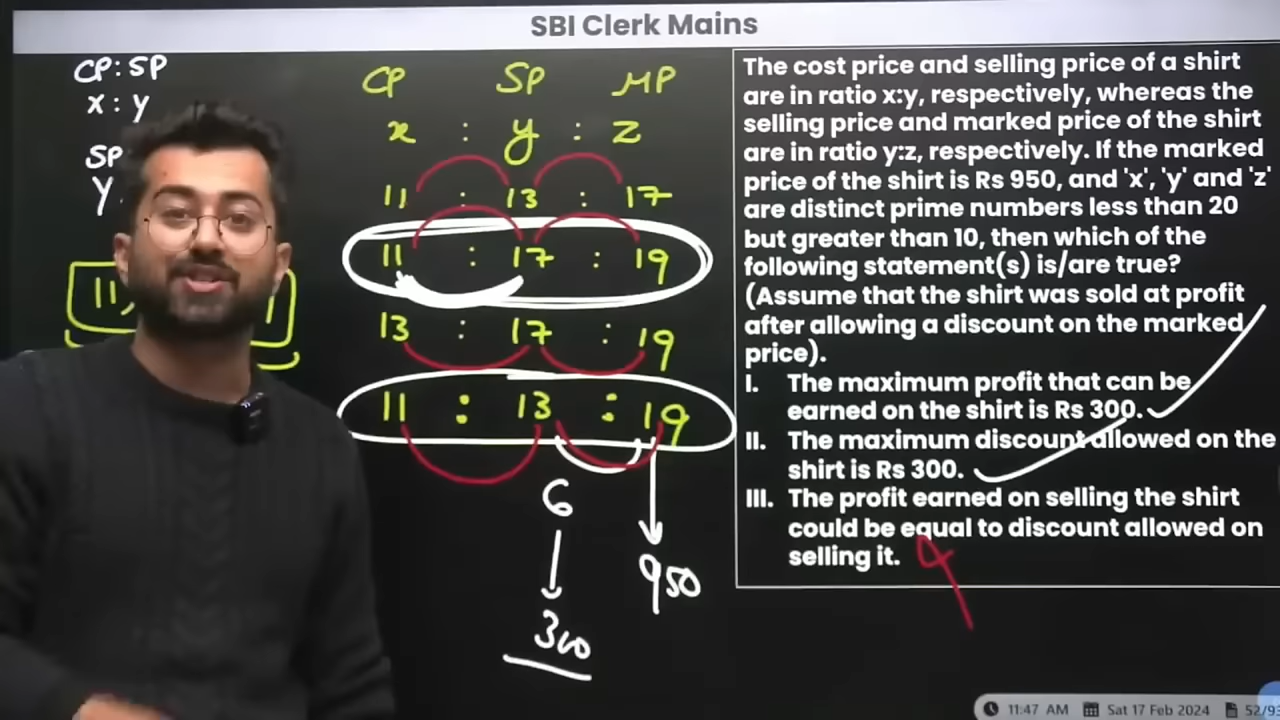 SBI Clerk Mains
CP : SP
x : y
SP
y
11,
CP SP MP
x : y : z
11 : 13 : 17
11 : 17 : 19
13 : 17 : 19
11 : 13 : 19
6
300
950
The cost price and selling price of a shirt
are in ratio x:y, respectively, whereas the
selling price and marked price of the shirt
are in ratio y:z, respectively. If the marked
price of the shirt is Rs 950, and 'x', 'y' and 'z'
are distinct prime numbers less than 20
but greater than 10, then which of the
following statement(s) is/are true?
(Assume that the shirt was sold at profit
after allowing a discount on the marked
price).
I. The maximum profit that can be
earned on the shirt is Rs 300.
II. The maximum discount allowed on the
shirt is Rs 300.
III. The profit earned on selling the shirt
could be equal to discount allowed on
selling it.
11:47 AM Sat 17 Feb 2024 52/93